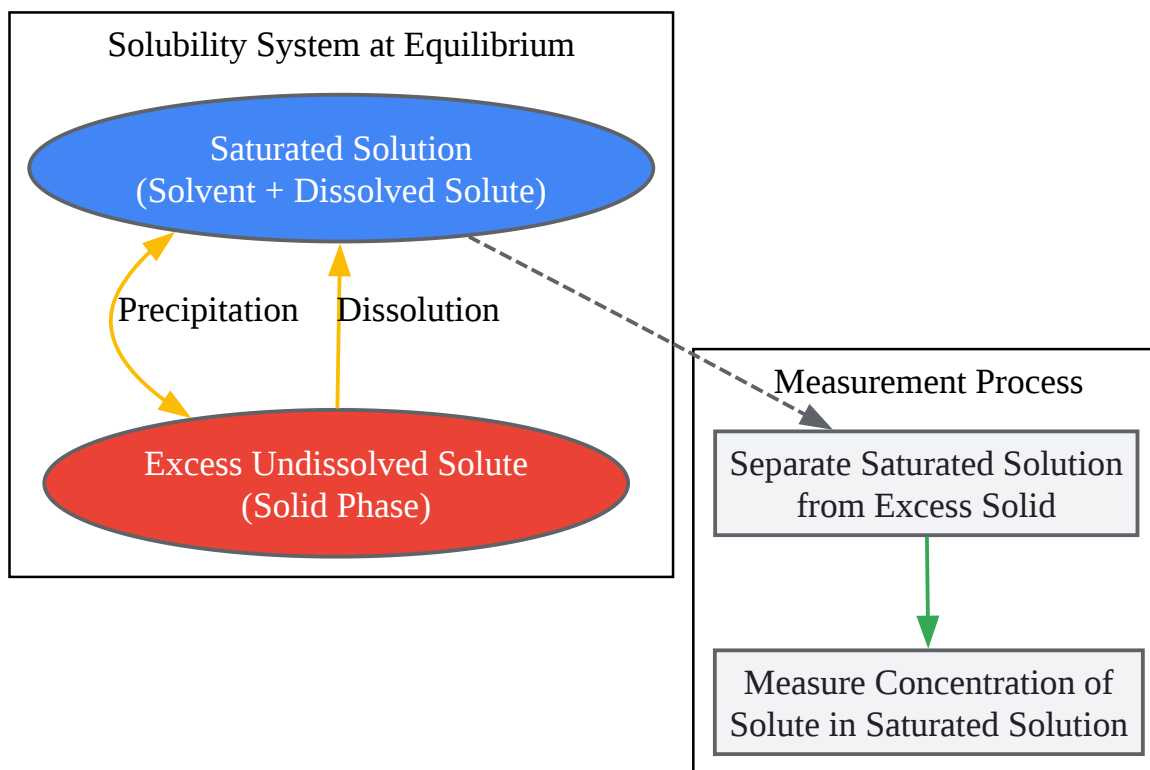 Solubility System at Equilibrium
Saturated Solution
(Solvent + Dissolved Solute)
Precipitation
Dissolution
Excess Undissolved Solute
(Solid Phase)
Measurement Process
Separate Saturated Solution
from Excess Solid
Measure Concentration of
Solute in Saturated Solution